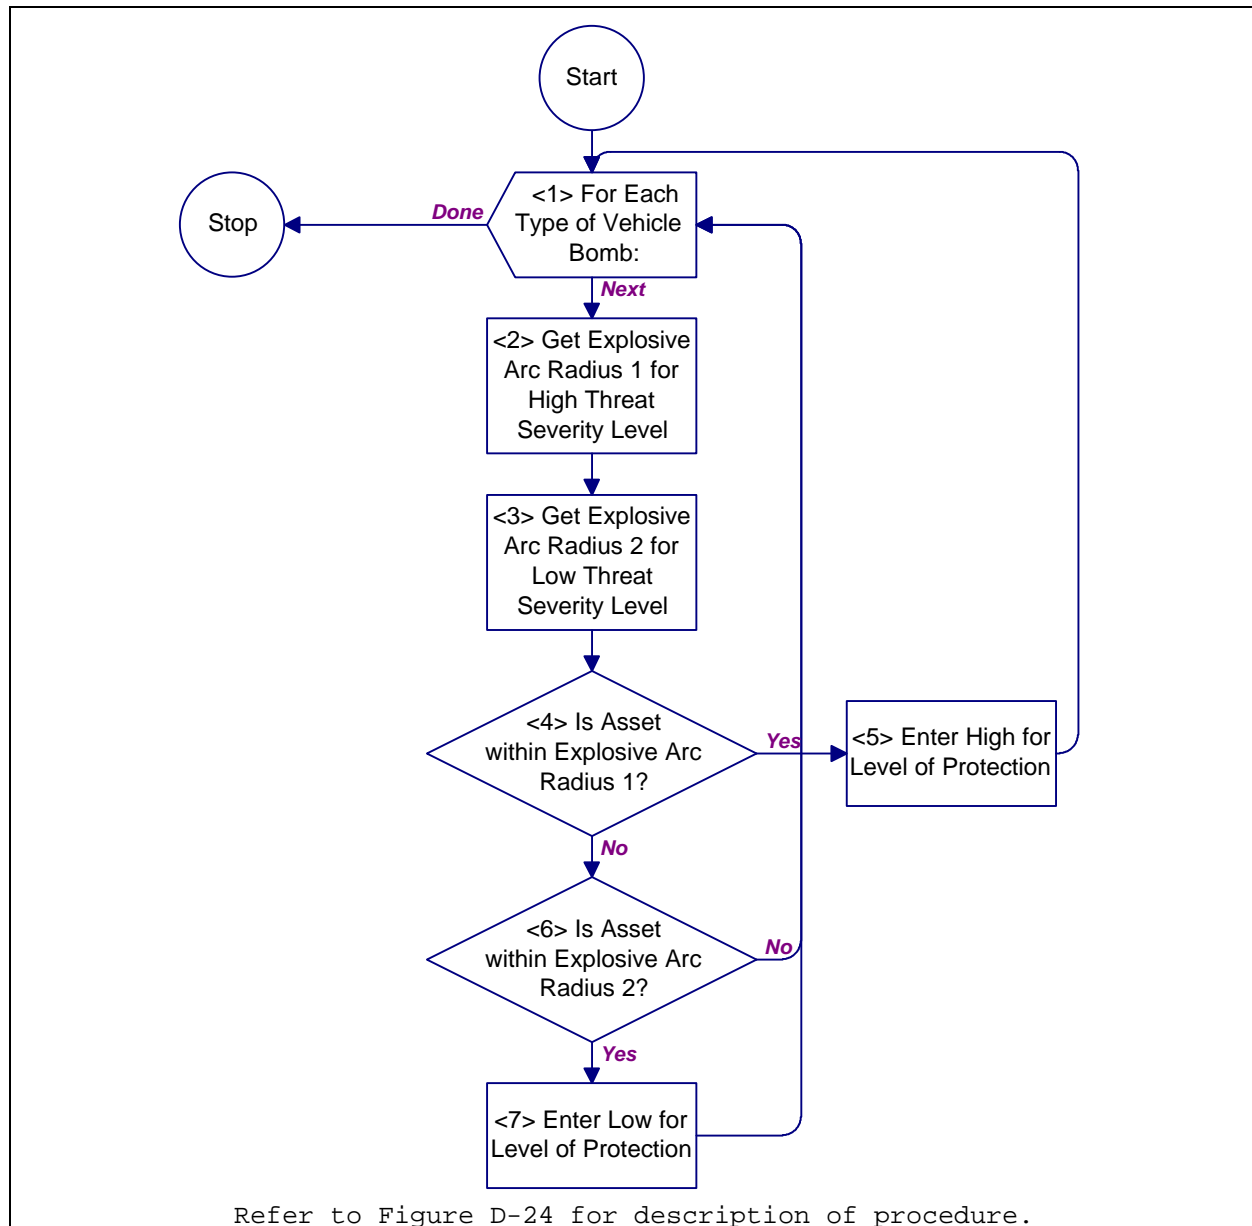 Start
<1> For Each
Type of Vehicle
Bomb:
Done
Stop
Next
<2> Get Explosive
Arc Radius 1 for
High Threat
Severity Level
<3> Get Explosive
Arc Radius 2 for
Low Threat
Severity Level
<4> Is Asset
within Explosive Arc
Radius 1?
Yes
<5> Enter High for
Level of Protection
No
<6> Is Asset
within Explosive Arc
Radius 2?
No
Yes
<7> Enter Low for
Level of Protection
Refer to Figure D-24 for description of procedure.